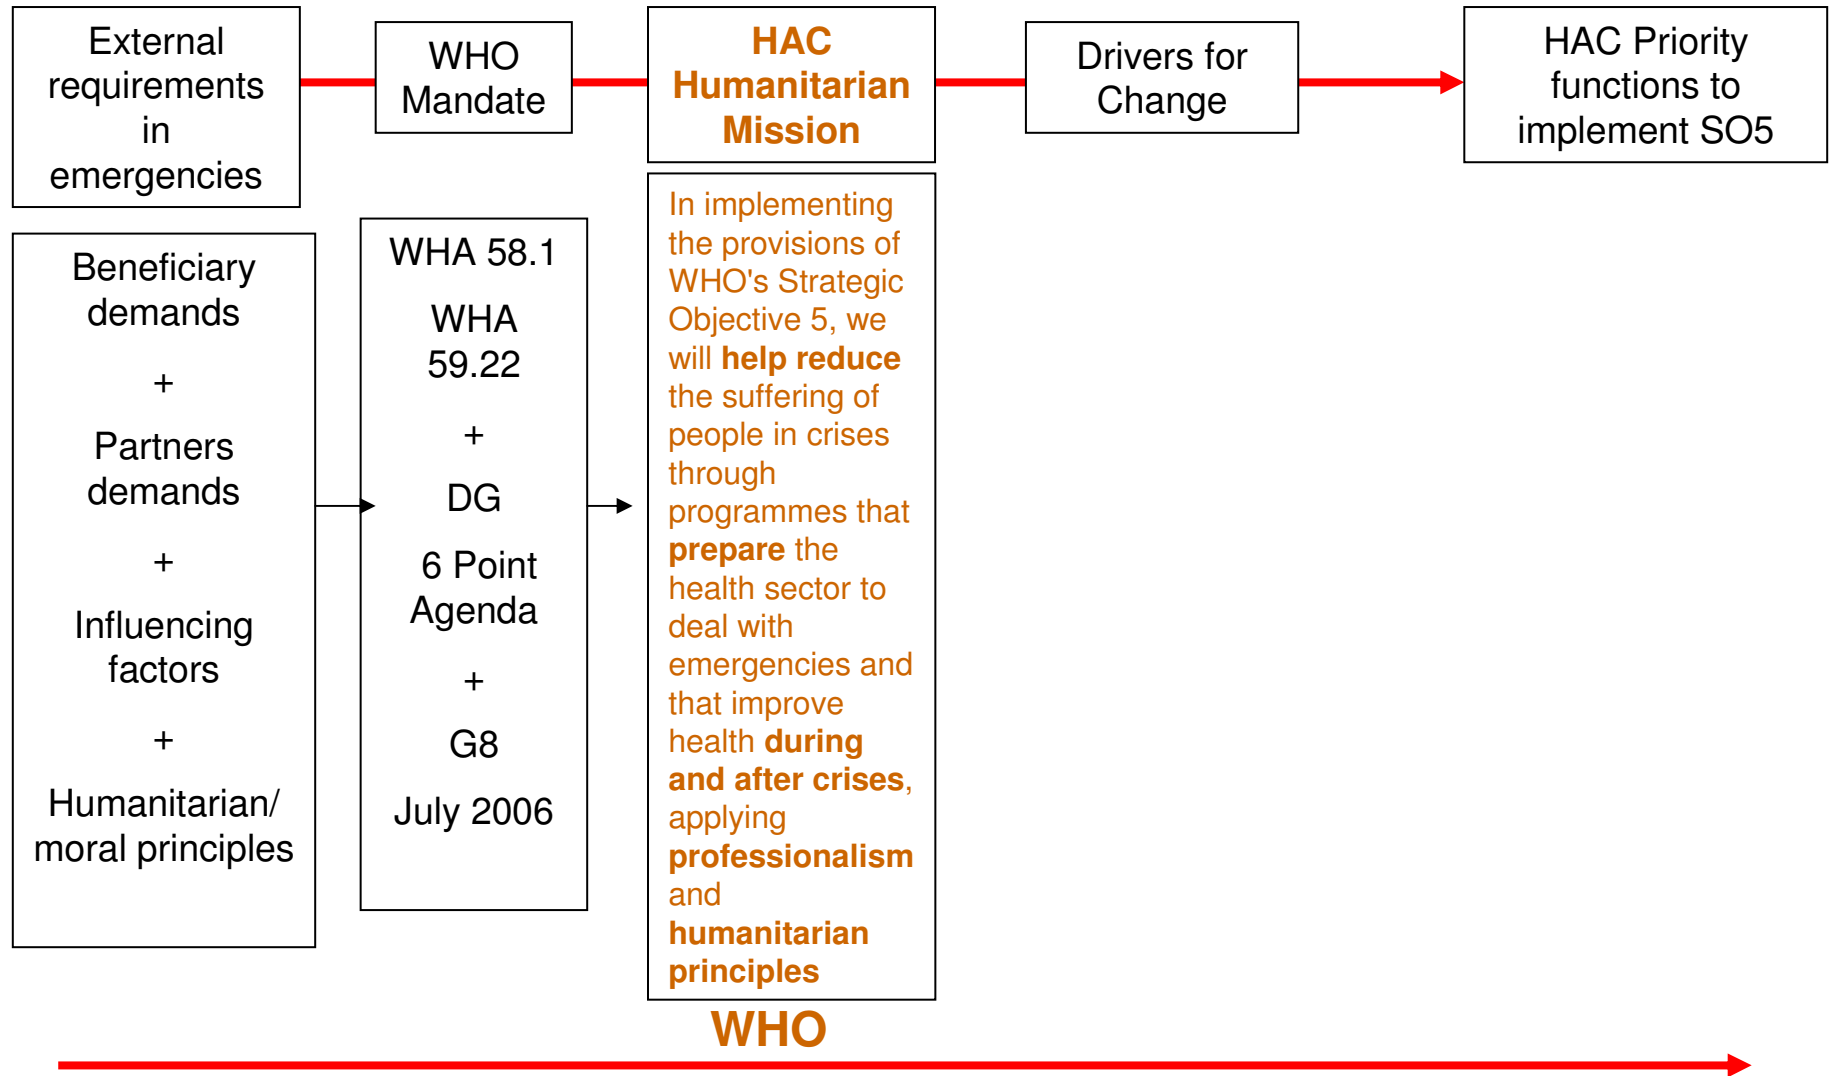 External
requirements
in
emergencies
WHO
Mandate
HAC
Humanitarian
Mission
Drivers for
Change
HAC Priority
functions to
implement SO5
Beneficiary
demands
+
Partners
demands
+
Influencing
factors
+
Humanitarian/
moral principles
WHA 58.1
WHA
59.22
+
DG
6 Point
Agenda
+
G8
July 2006
In implementing
the provisions of
WHO's Strategic
Objective 5, we
will help reduce
the suffering of
people in crises
through
programmes that
prepare the
health sector to
deal with
emergencies and
that improve
health during
and after crises,
applying
professionalism
and
humanitarian
principles
WHO